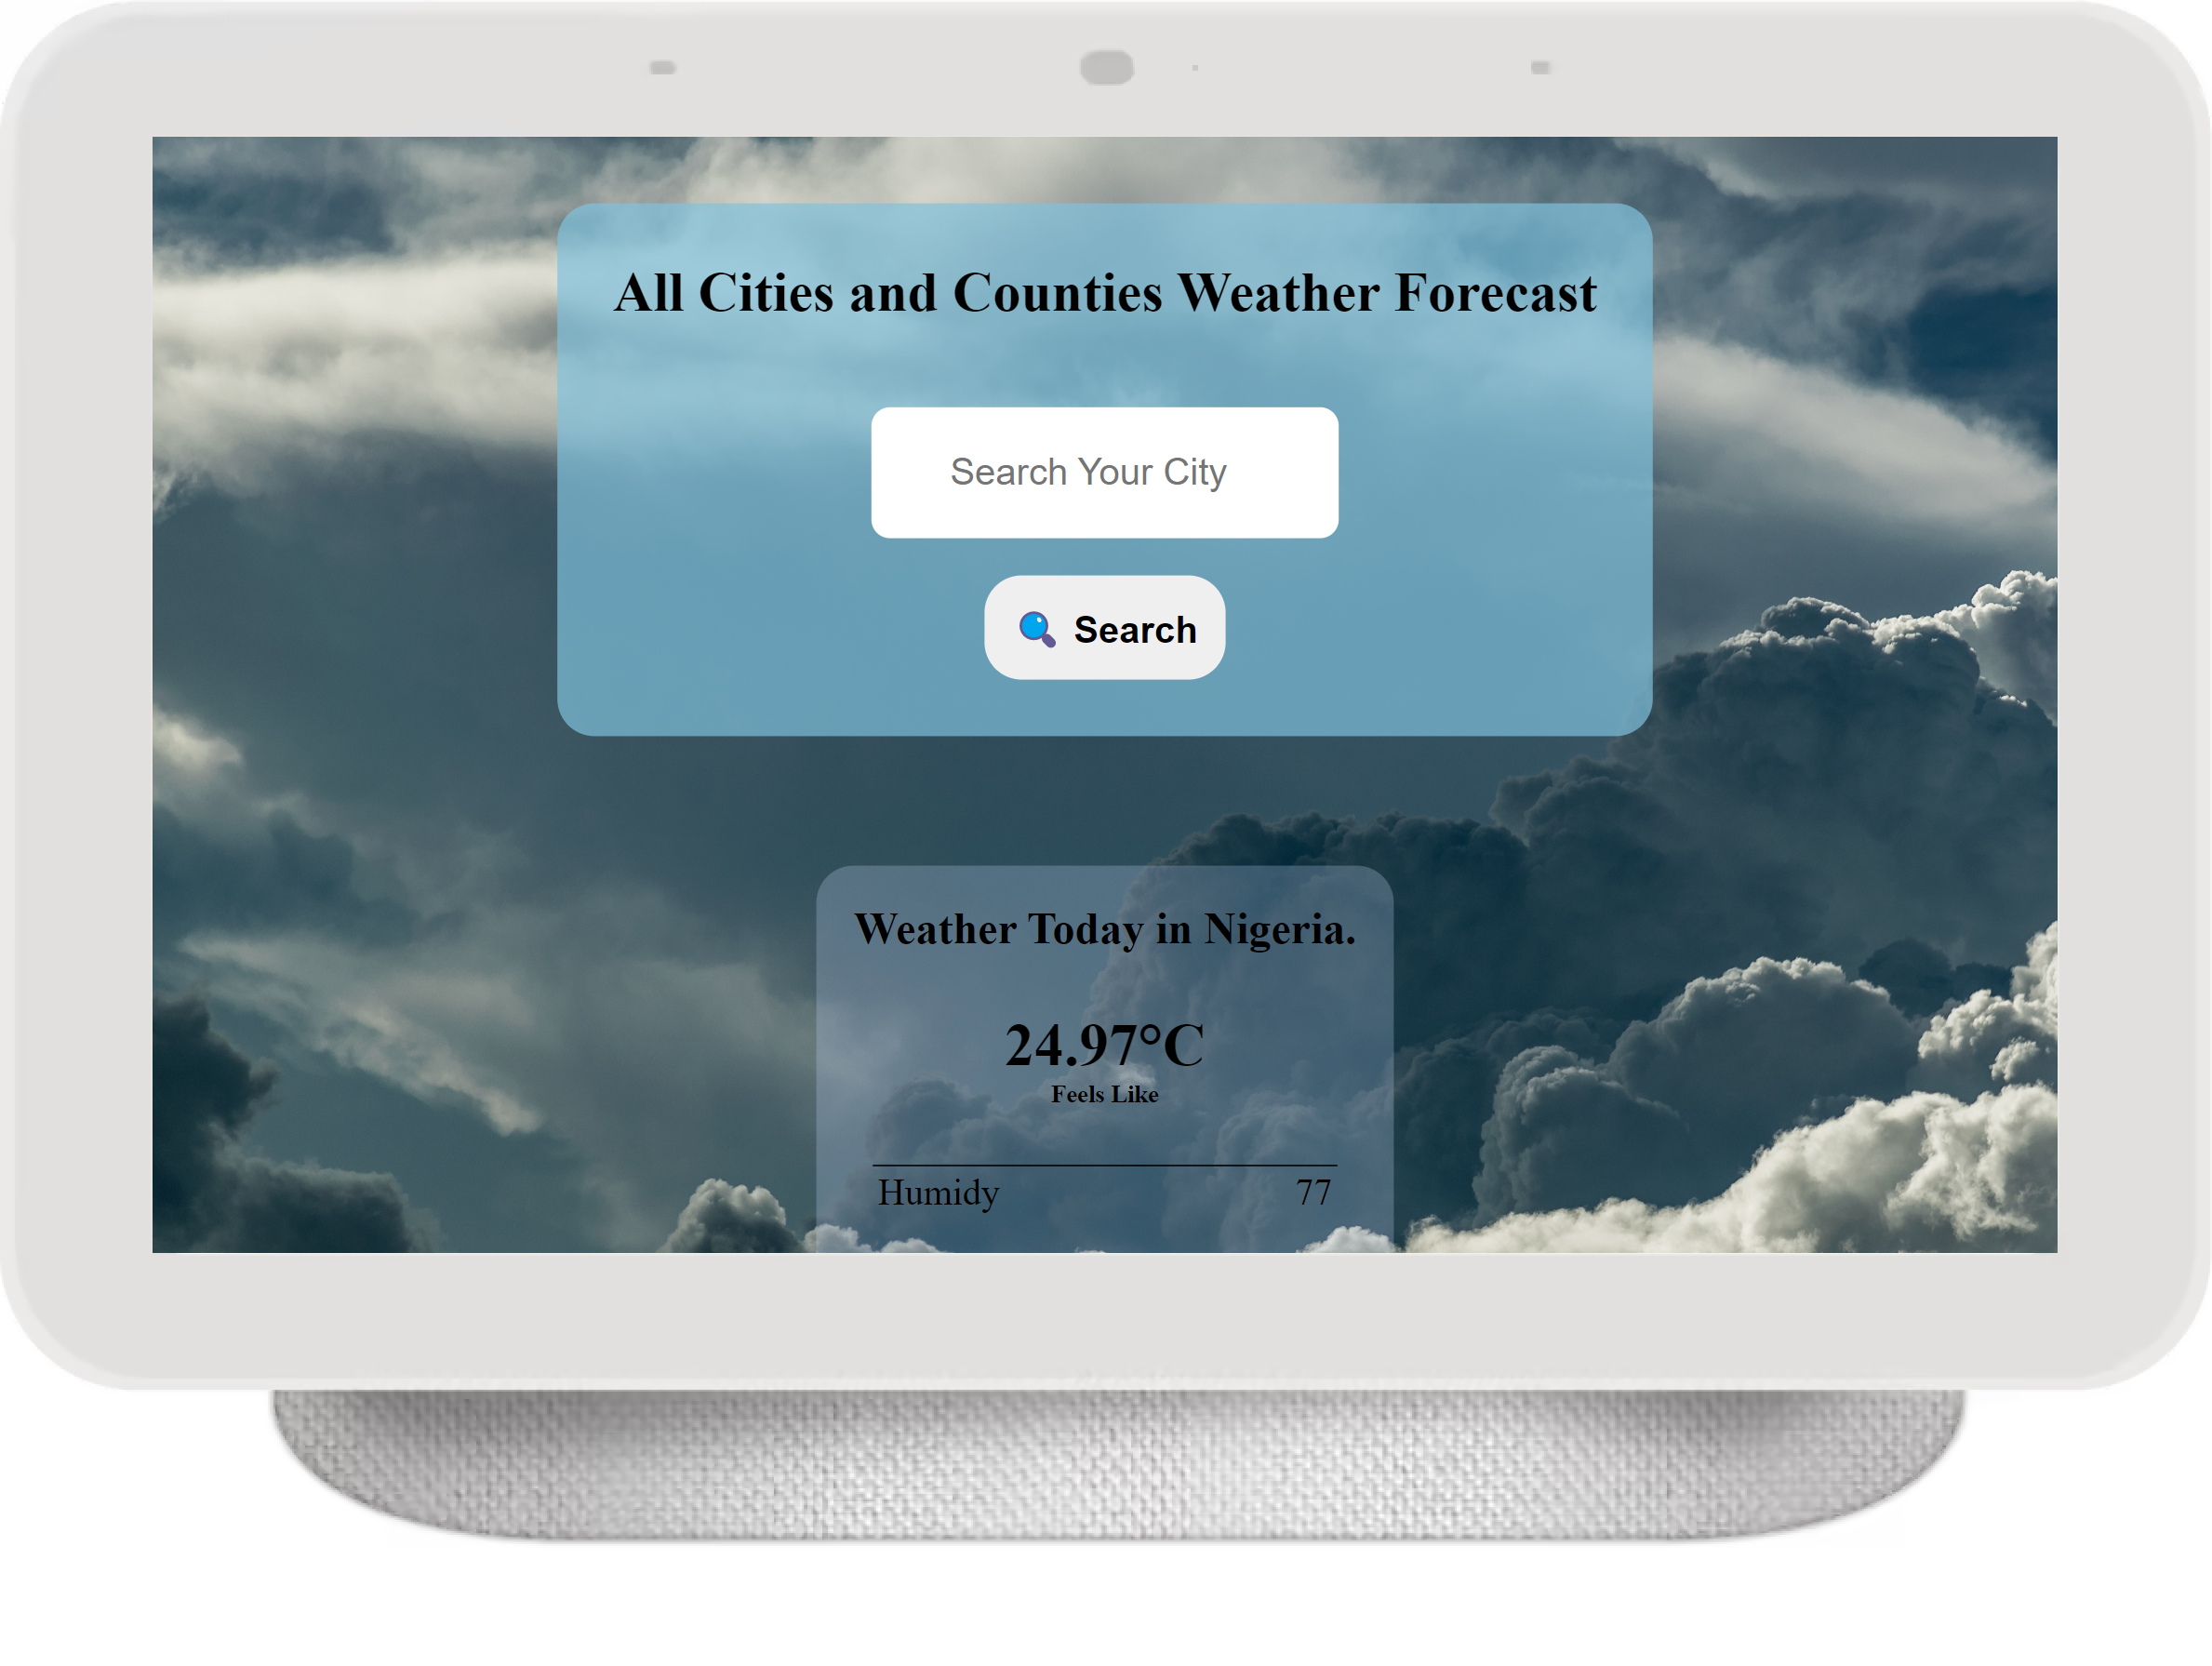 All Cities and Counties Weather Forecast
Search Your City
Search
Weather Today in Nigeria.
24.97°C
Feels Like
Humidy 77